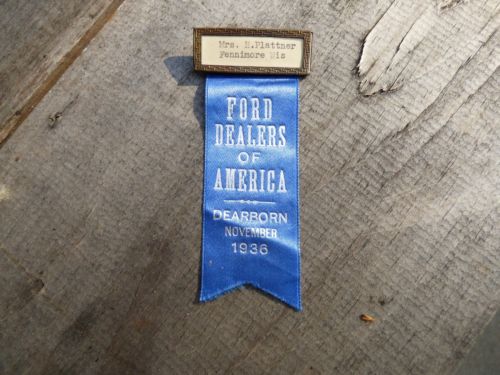 Mrs. E.Plattner
Fennimore Wis
FORD
DEALERS
OF
AMERICA
DEARBORN
NOVEMBER
1936